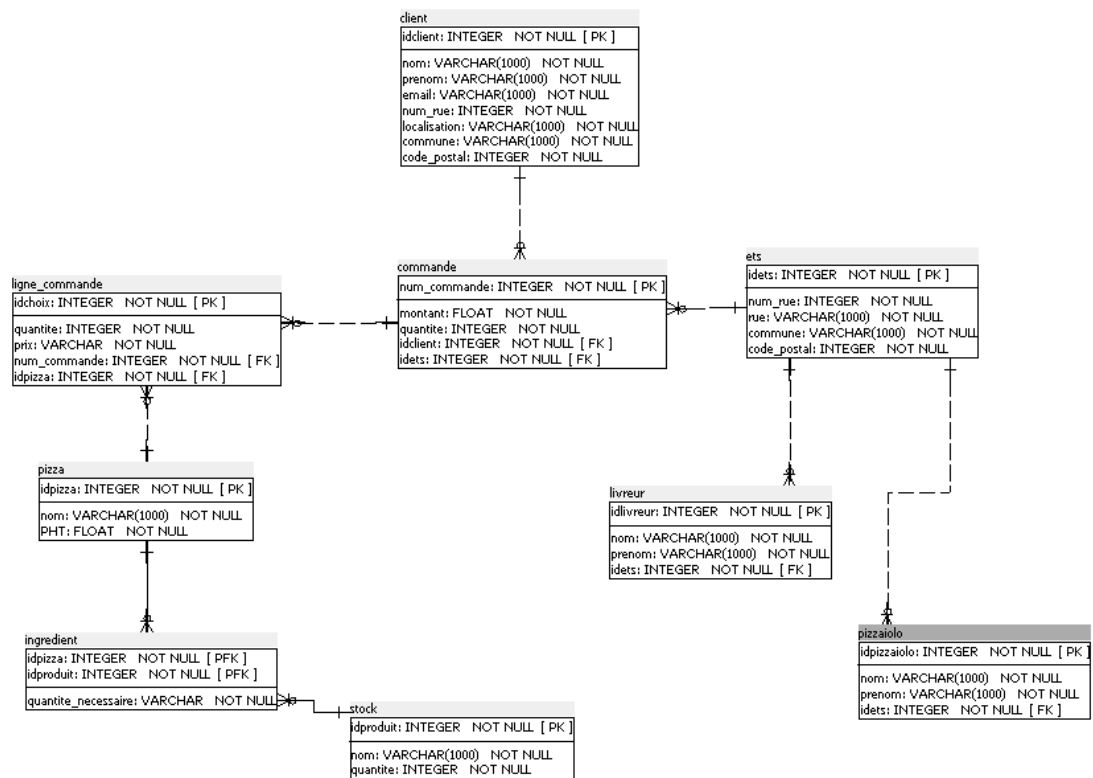 client
idclient: INTEGER NOT NULL [ PK ]
nom: VARCHAR(1000) NOT NULL
prenom: VARCHAR(1000) NOT NULL
email: VARCHAR(1000) NOT NULL
num_rue: INTEGER NOT NULL
localisation: VARCHAR(1000) NOT NULL
commune: VARCHAR(1000) NOT NULL
code_postal: INTEGER NOT NULL
ligne_commande
idchoix: INTEGER NOT NULL [ PK ]
quantite: INTEGER NOT NULL
prix: VARCHAR NOT NULL
num_commande: INTEGER NOT NULL [ FK ]
idpizza: INTEGER NOT NULL [ FK ]
commande
num_commande: INTEGER NOT NULL [ PK ]
montant: FLOAT NOT NULL
quantite: INTEGER NOT NULL
idclient: INTEGER NOT NULL [ FK ]
idets: INTEGER NOT NULL [ FK ]
ets
idets: INTEGER NOT NULL [ PK ]
num_rue: INTEGER NOT NULL
rue: VARCHAR(1000) NOT NULL
commune: VARCHAR(1000) NOT NULL
code_postal: INTEGER NOT NULL
pizza
idpizza: INTEGER NOT NULL [ PK ]
nom: VARCHAR(1000) NOT NULL
PHT: FLOAT NOT NULL
livreur
idlivreur: INTEGER NOT NULL [ PK ]
nom: VARCHAR(1000) NOT NULL
prenom: VARCHAR(1000) NOT NULL
idets: INTEGER NOT NULL [ FK ]
ingredient
idpizza: INTEGER NOT NULL [ PFK ]
idproduit: INTEGER NOT NULL [ PFK ]
quantite_necessaire: VARCHAR NOT NULL
pizzaiolo
idpizzaiolo: INTEGER NOT NULL [ PK ]
nom: VARCHAR(1000) NOT NULL
prenom: VARCHAR(1000) NOT NULL
idets: INTEGER NOT NULL [ FK ]
stock
idproduit: INTEGER NOT NULL [ PK ]
nom: VARCHAR(1000) NOT NULL
quantite: INTEGER NOT NULL